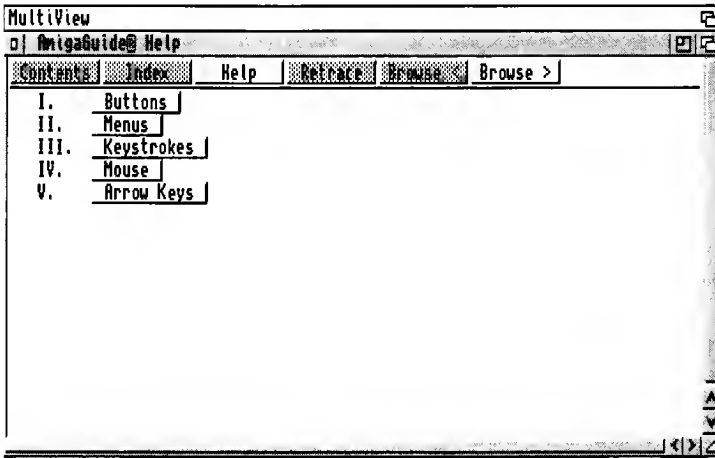 MultiView
AmigaGuide® Help
Contents Index Help Retrace Browse < Browse >
I. Buttons
II. Menus
III. Keystrokes
IV. Mouse
V. Arrow Keys